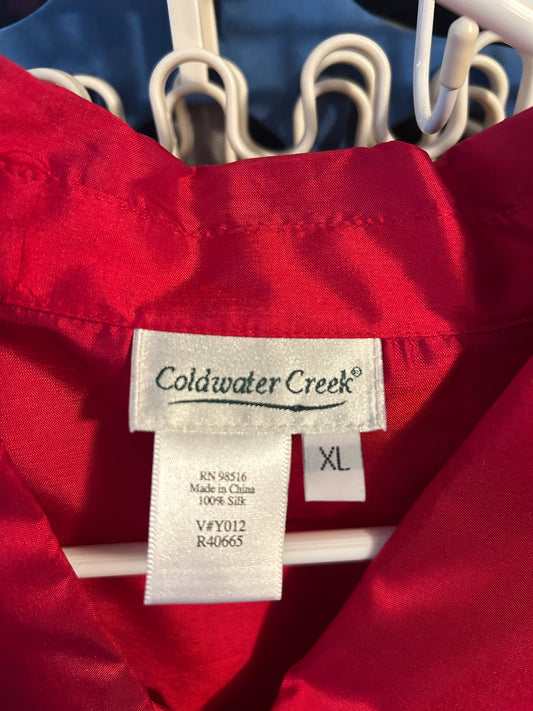 Coldwater Creek®
XL
RN 98516
Made in China
100% Silk
V#Y012
R40665